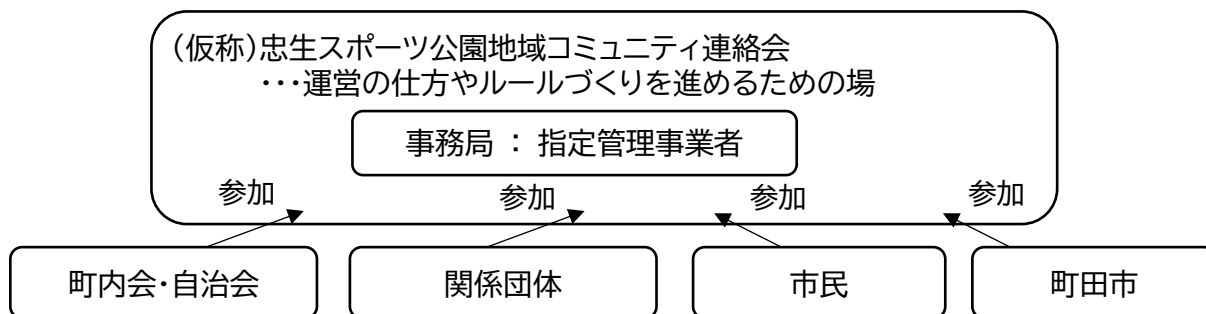 (仮称)忠生スポーツ公園地域コミュニティ連絡会
・・・運営の仕方やルールづくりを進めるための場
事務局 : 指定管理事業者
参加 参加 参加 参加
町内会・自治会 関係団体 市民 町田市